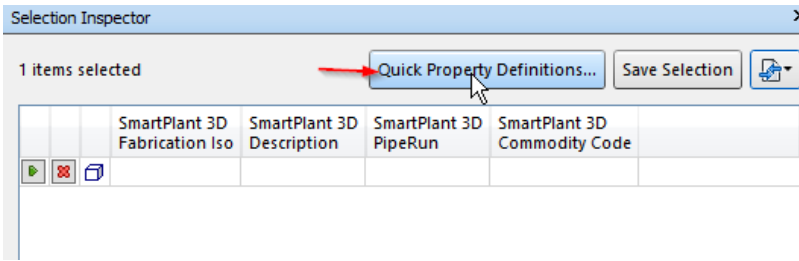 Selection Inspector
1 items selected Quick Property Definitions... Save Selection
SmartPlant 3D SmartPlant 3D SmartPlant 3D SmartPlant 3D
Fabrication Iso Description PipeRun Commodity Code